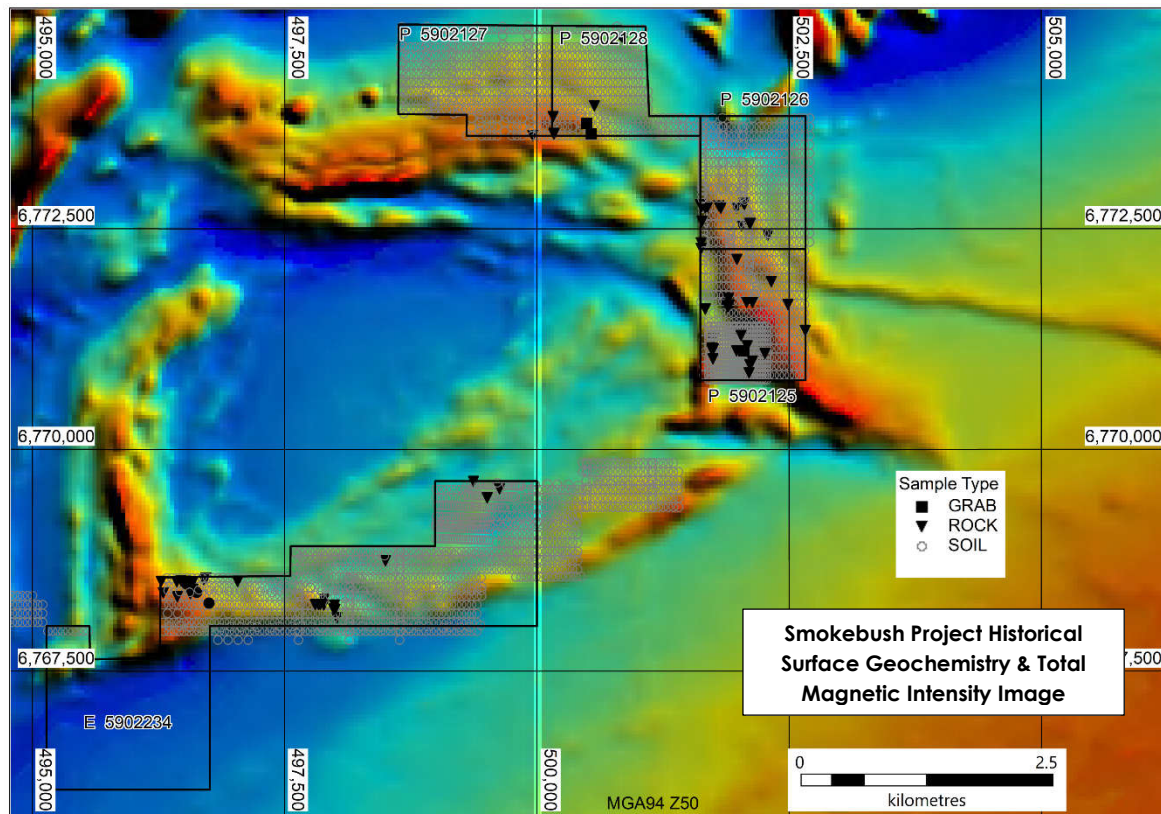 495,000
497,500
502,500
505,000
P 5902127
P 5902128
P 5902126
6,772,500
6,772,500
P 5902125
6,770,000
6,770,000
Sample Type
GRAB
ROCK
SOIL
Smokebush Project Historical
Surface Geochemistry & Total
Magnetic Intensity Image
6,767,500
7,500
E 5902234
495,000
497,500
500,000
MGA94 Z50
0
2.5
kilometres